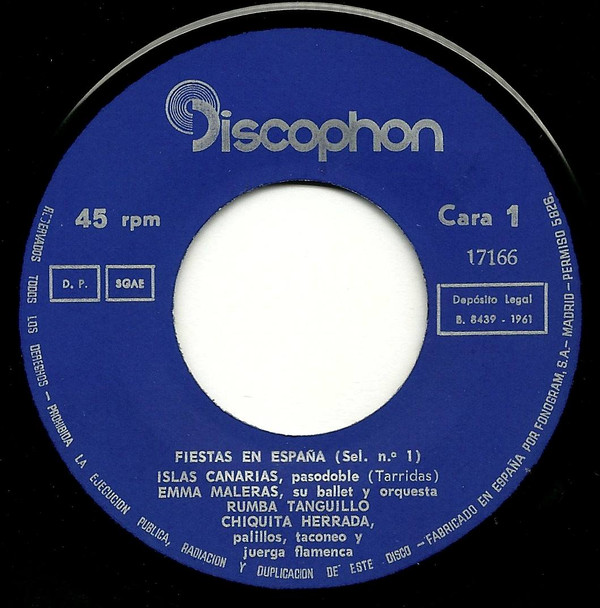 Discophon
45 rpm
Cara 1
17166
D. P.
SGAE
Depósito Legal
B. 8439 - 1961
FIESTAS EN ESPAÑA (Sel. n.º 1)
ISLAS CANARIAS, pasodoble (Tarridas)
EMMA MALERAS, su ballet y orquesta
RUMBA TANGUILLO
CHIQUITA HERRADA,
palillos, taconeo y
juerga flamenca
RESERVADOS TODOS LOS DERECHOS - PROHIBIDA LA EJECUCION PUBLICA, RADIACION Y DUPLICACION DE ESTE DISCO - FABRICADO EN ESPAÑA POR FONOGRAM, S.A. - MADRID - PERMISO 5826.